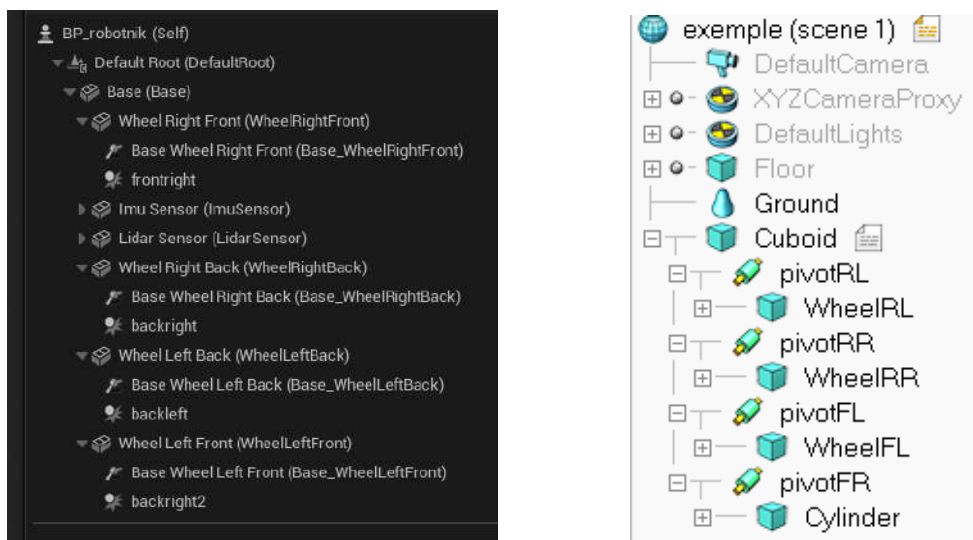 BP_robotnik (Self)
Default Root (DefaultRoot)
Base (Base)
Wheel Right Front (WheelRightFront)
Base Wheel Right Front (Base_WheelRightFront)
frontright
Imu Sensor (ImuSensor)
Lidar Sensor (LidarSensor)
Wheel Right Back (WheelRightBack)
Base Wheel Right Back (Base_WheelRightBack)
backright
Wheel Left Back (WheelLeftBack)
Base Wheel Left Back (Base_WheelLeftBack)
backleft
Wheel Left Front (WheelLeftFront)
Base Wheel Left Front (Base_WheelLeftFront)
backright2
exemple (scene 1)
DefaultCamera
XYZCameraProxy
DefaultLights
Floor
Ground
Cuboid
pivotRL
WheelRL
pivotRR
WheelRR
pivotFL
WheelFL
pivotFR
Cylinder